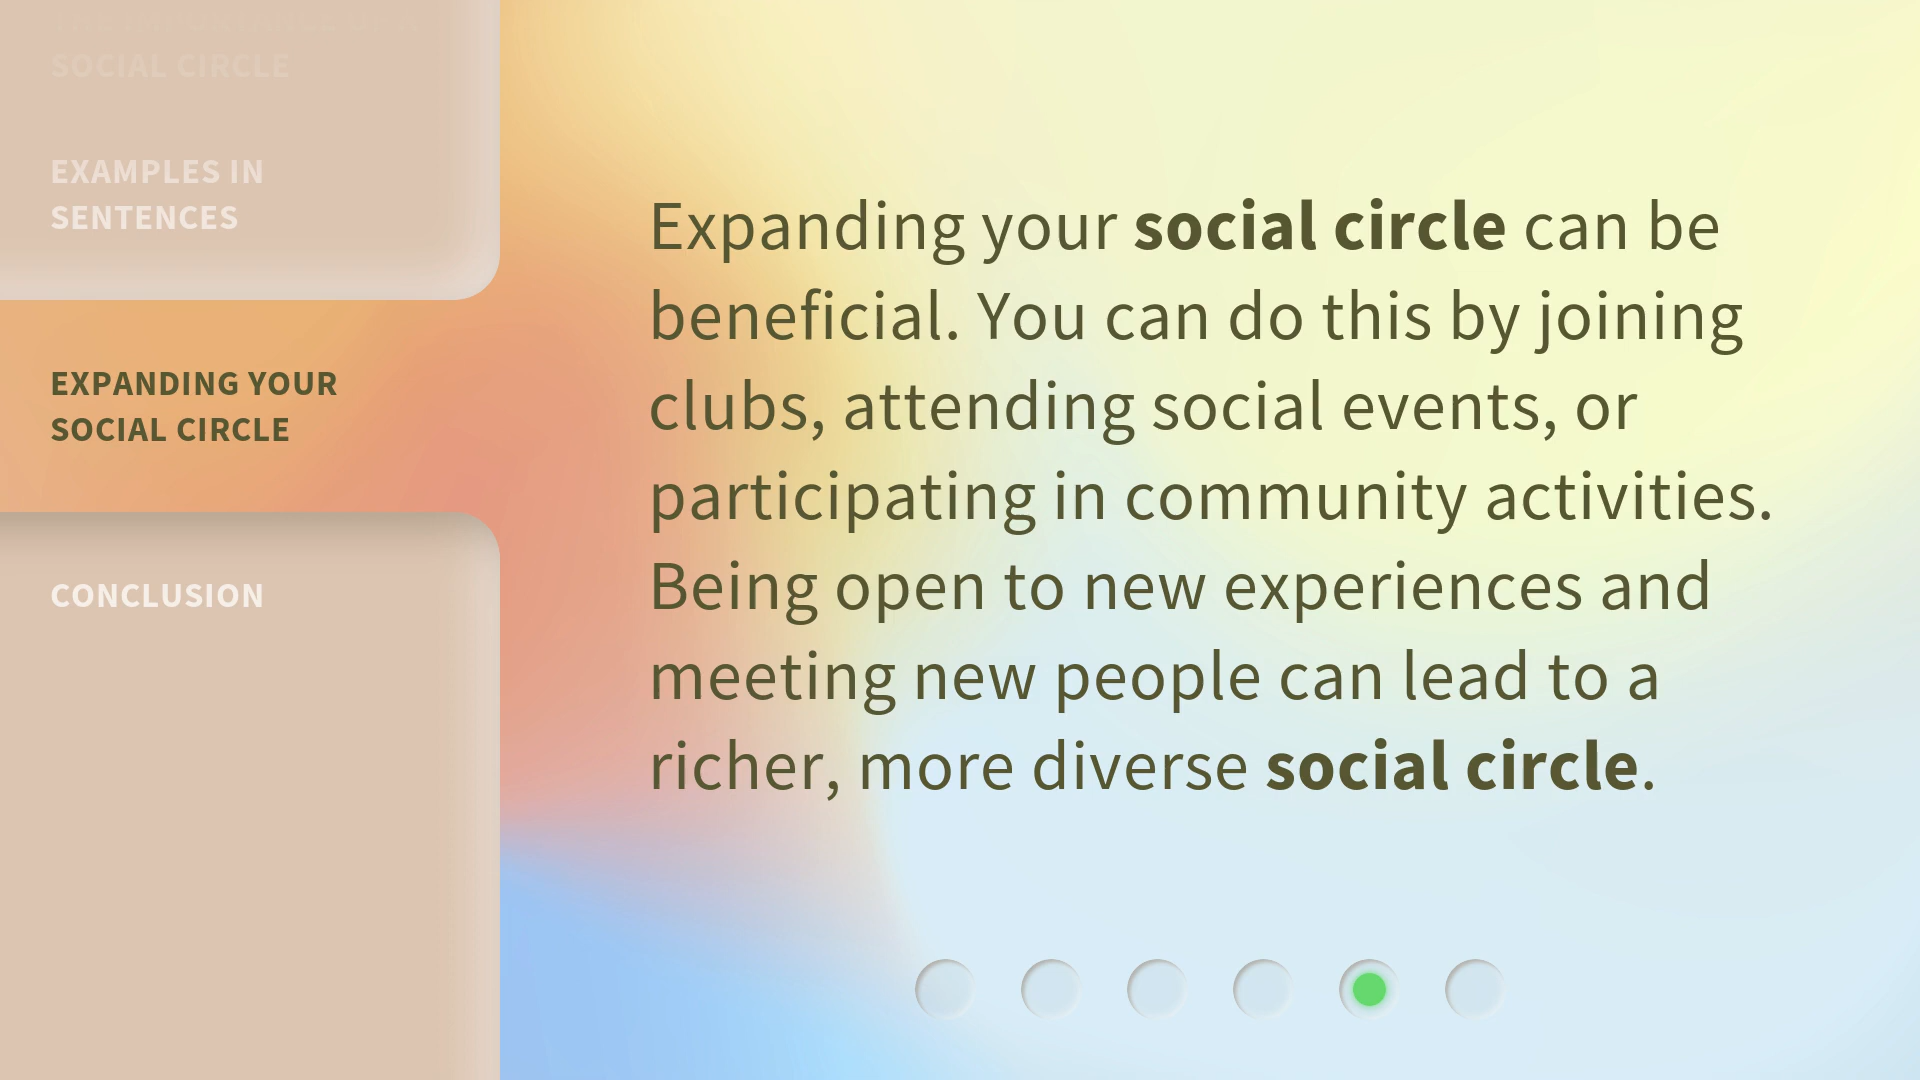 SOCIAL CIRCLE
EXAMPLES IN
SENTENCES
EXPANDING YOUR
SOCIAL CIRCLE
CONCLUSION
Expanding your social circle can be
beneficial. You can do this by joining
clubs, attending social events, or
participating in community activities.
Being open to new experiences and
meeting new people can lead to a
richer, more diverse social circle.